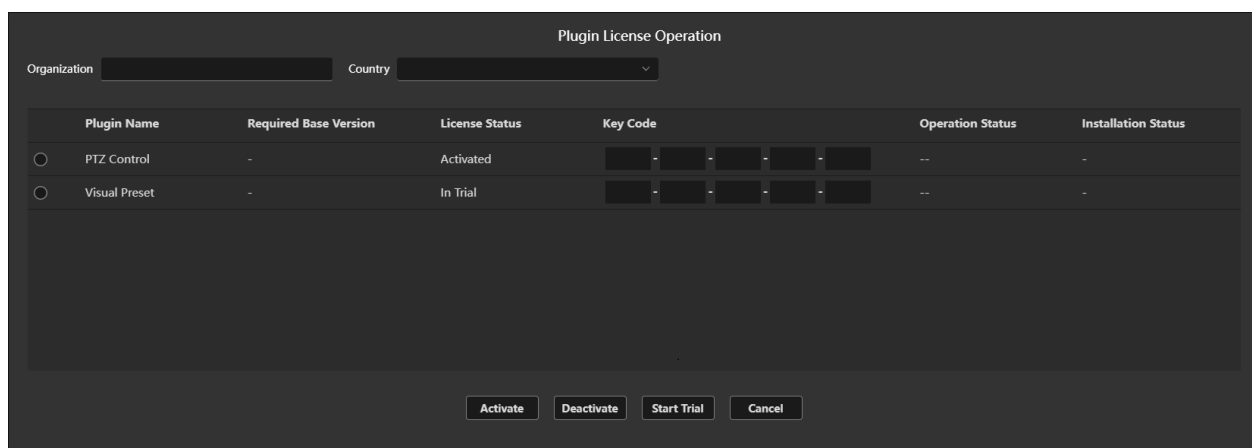 Plugin License Operation
Organization Country
Plugin Name Required Base Version License Status Key Code Operation Status Installation Status
PTZ Control - Activated - - - - -- -
Visual Preset - In Trial - - - - -- -
Activate Deactivate Start Trial Cancel